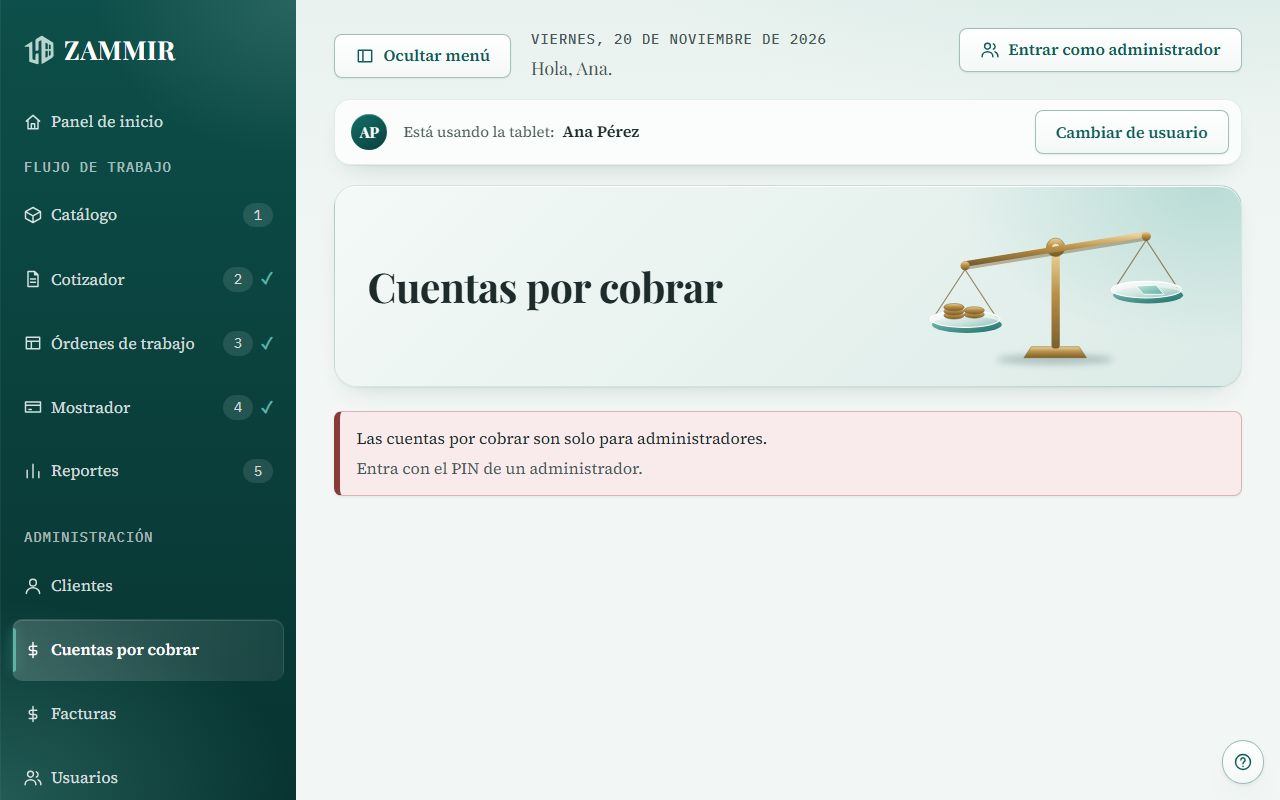 ZAMMIR
Panel de inicio
FLUJO DE TRABAJO
Catálogo 1
Cotizador 2 ✓
Órdenes de trabajo 3 ✓
Mostrador 4 ✓
Reportes 5
ADMINISTRACIÓN
Clientes
Cuentas por cobrar
Facturas
Usuarios
Ocultar menú
VIERNES, 20 DE NOVIEMBRE DE 2026
Hola, Ana.
Entrar como administrador
AP Está usando la tablet: Ana Pérez
Cambiar de usuario
Cuentas por cobrar
Las cuentas por cobrar son solo para administradores.
Entra con el PIN de un administrador.